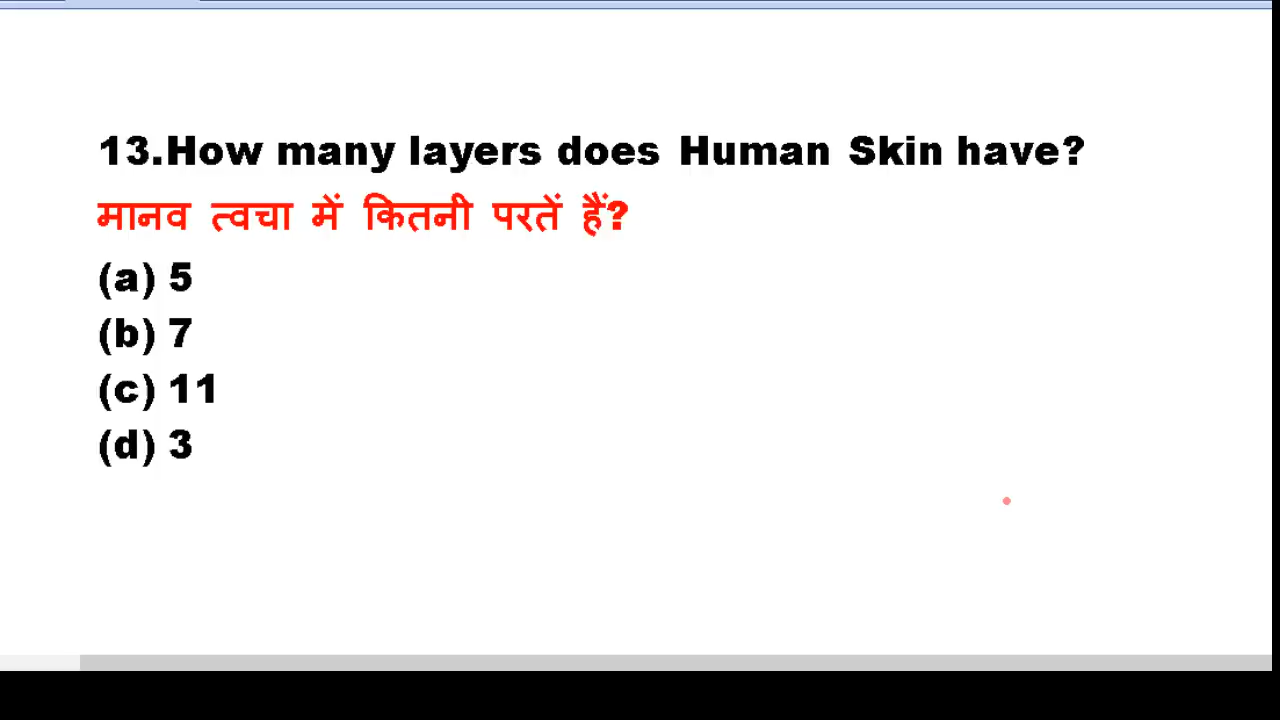 13.How many layers does Human Skin have?
मानव त्वचा में कितनी परतें हैं?
(a) 5
(b) 7
(c) 11
(d) 3